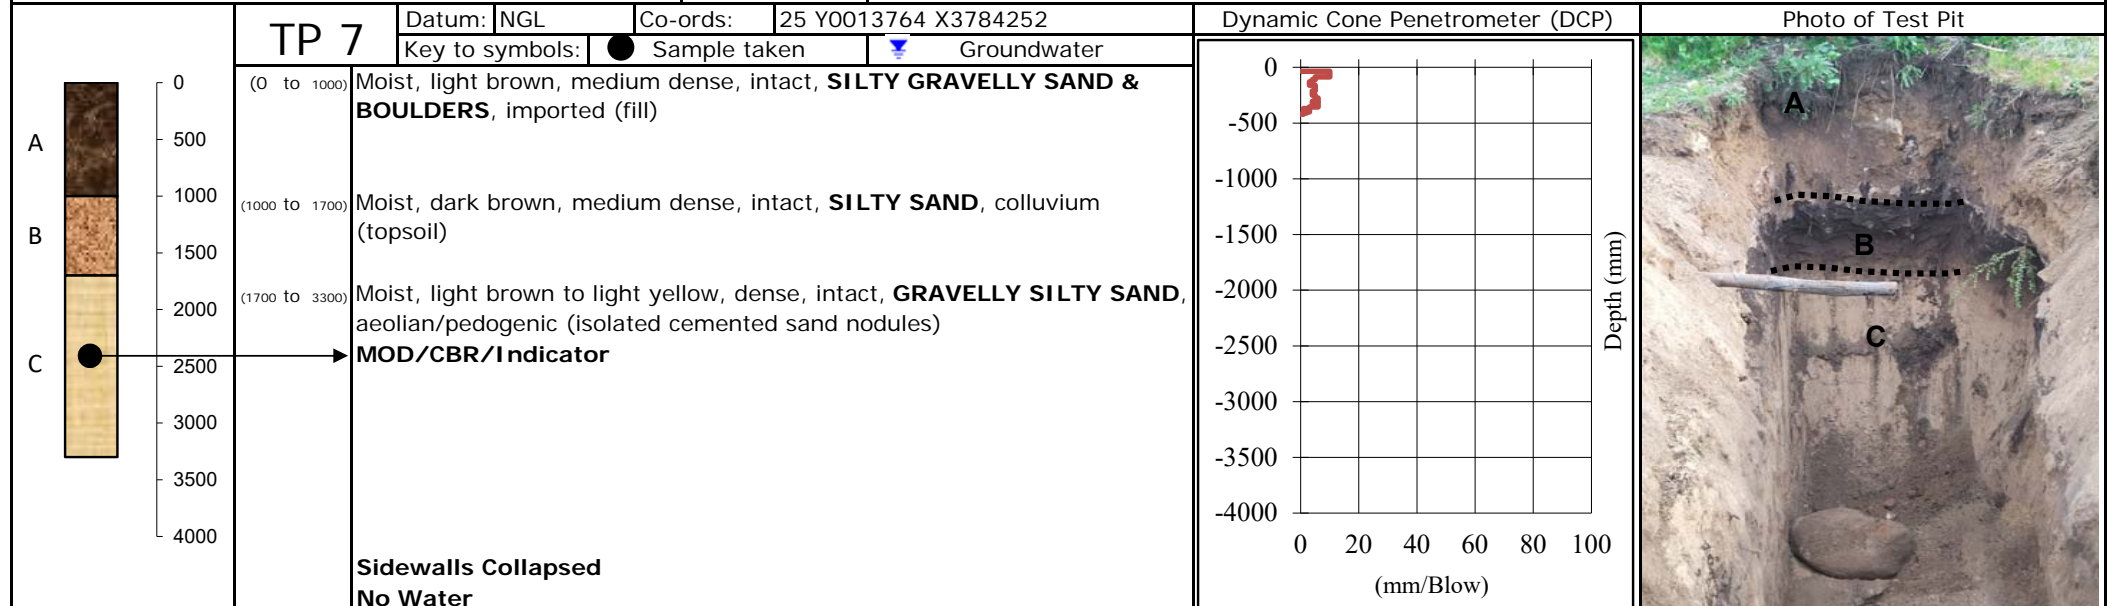 TP 7
Datum: NGL Co-ords: 25 Y0013764 X3784252
Key to symbols: Sample taken Groundwater
Dynamic Cone Penetrometer (DCP)
Photo of Test Pit
A
B
C
0
500
1000
1500
2000
2500
3000
3500
4000
(0 to 1000) Moist, light brown, medium dense, intact, SILTY GRAVELLY SAND &
BOULDERS, imported (fill)
(1000 to 1700) Moist, dark brown, medium dense, intact, SILTY SAND, colluvium
(topsoil)
(1700 to 3300) Moist, light brown to light yellow, dense, intact, GRAVELLY SILTY SAND,
aeolian/pedogenic (isolated cemented sand nodules)
MOD/CBR/Indicator
Sidewalls Collapsed
No Water
0
-500
-1000
-1500
-2000
-2500
-3000
-3500
-4000
0 20 40 60 80 100
(mm/Blow)
Depth (mm)
A
B
C